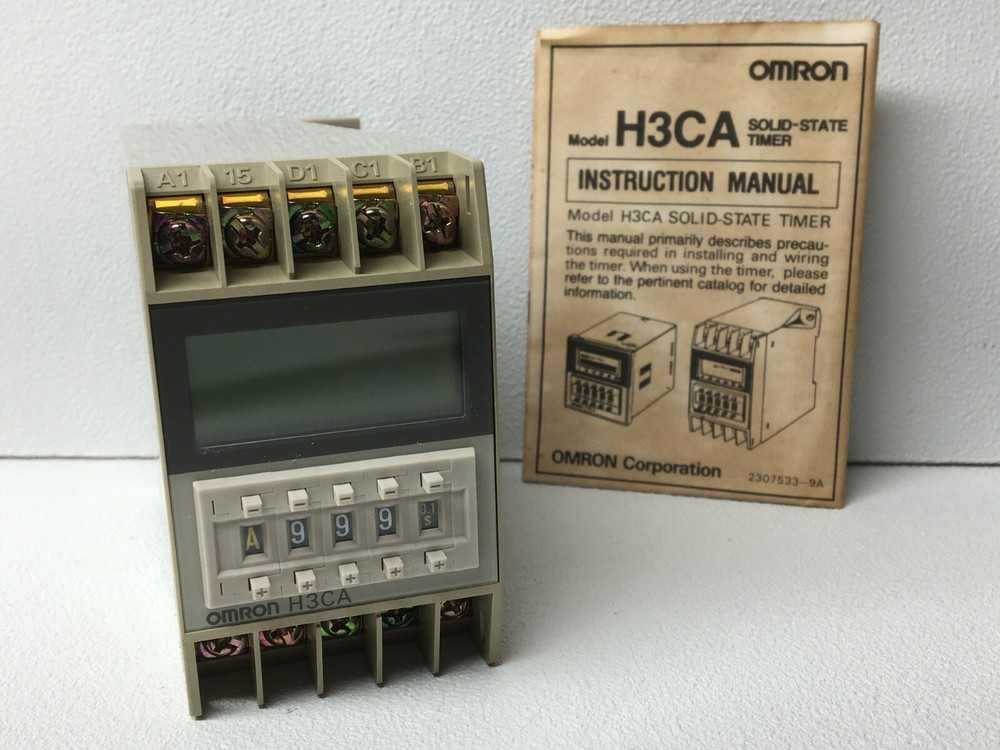 A1 15 D1 C1 B1
A 9 9 9 0.1 s
OMRON H3CA
OMRON
Model H3CA SOLID-STATE TIMER
INSTRUCTION MANUAL
Model H3CA SOLID-STATE TIMER
This manual primarily describes precau-
tions required in installing and wiring
the timer. When using the timer, please
refer to the pertinent catalog for detailed
information.
OMRON Corporation
2307533-9A